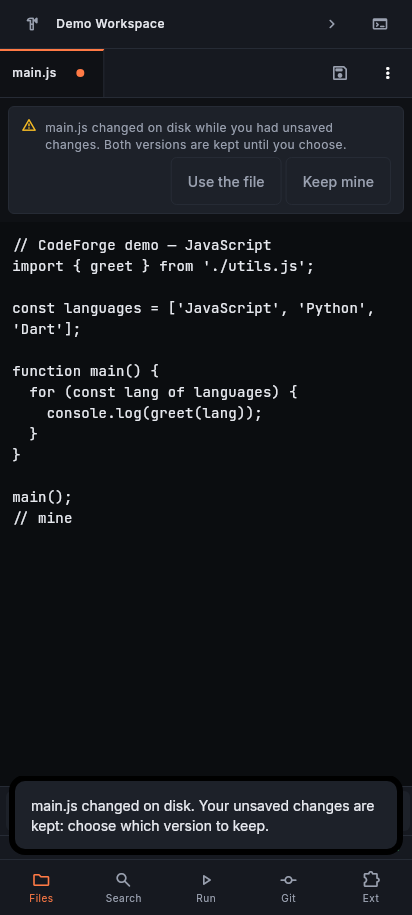 Demo Workspace
main.js
main.js changed on disk while you had unsaved
changes. Both versions are kept until you choose.
Use the file
Keep mine
// CodeForge demo — JavaScript
import { greet } from './utils.js';
const languages = ['JavaScript', 'Python',
'Dart'];
function main() {
  for (const lang of languages) {
    console.log(greet(lang));
  }
}
main();
// mine
main.js changed on disk. Your unsaved changes are
kept: choose which version to keep.
Files
Search
Run
Git
Ext